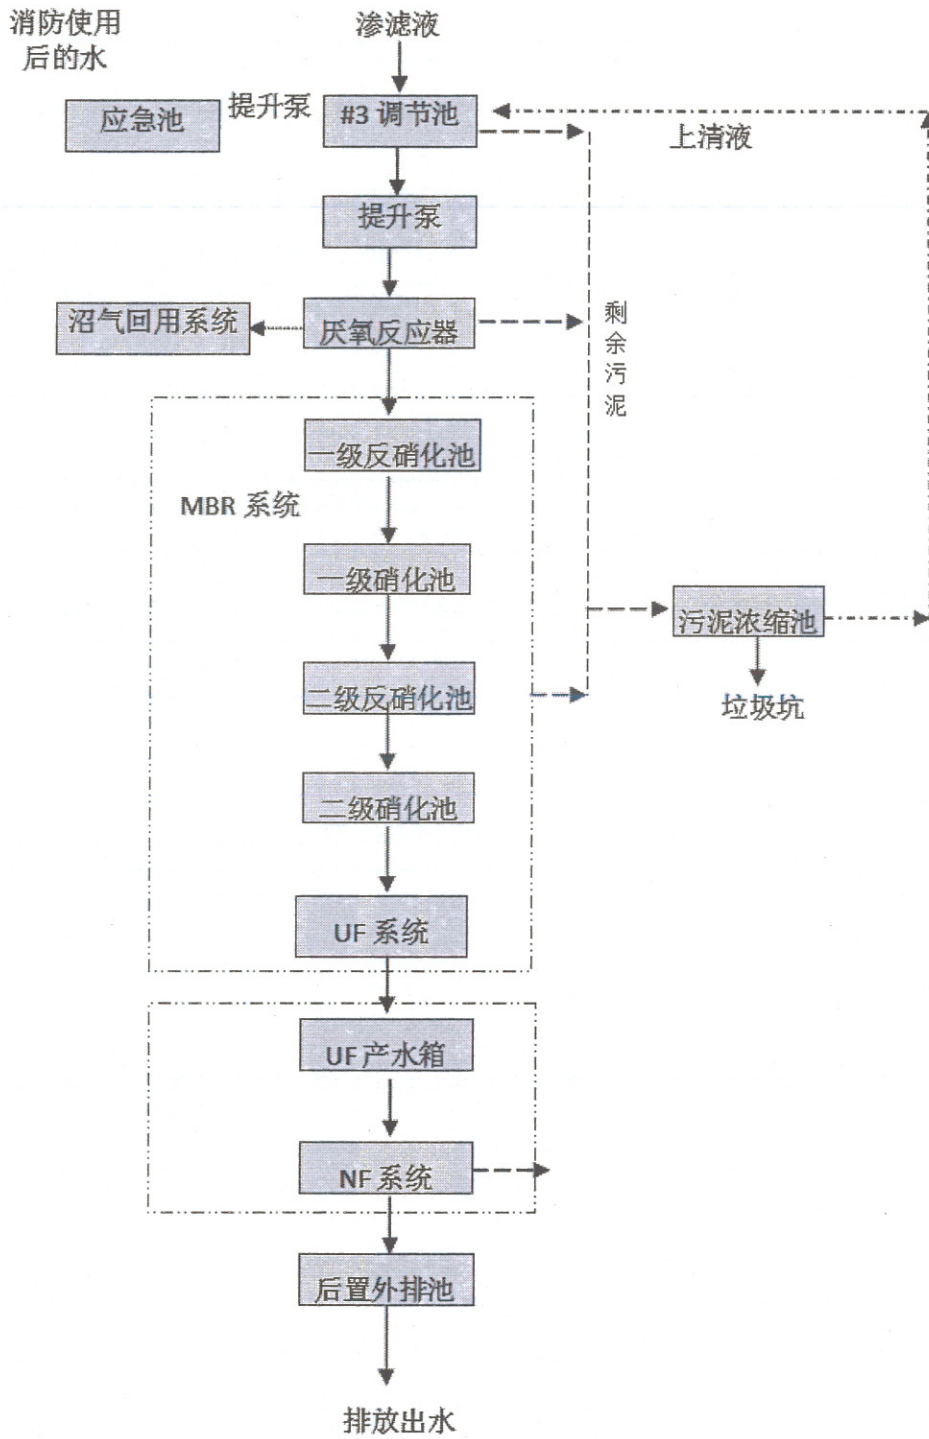 消防使用
后的水
渗滤液
应急池
提升泵
#3 调节池
上清液
提升泵
沼气回用系统
厌氧反应器
剩余污泥
一级反硝化池
MBR 系统
一级硝化池
污泥浓缩池
二级反硝化池
垃圾坑
二级硝化池
UF 系统
UF 产水箱
NF 系统
后置外排池
排放出水